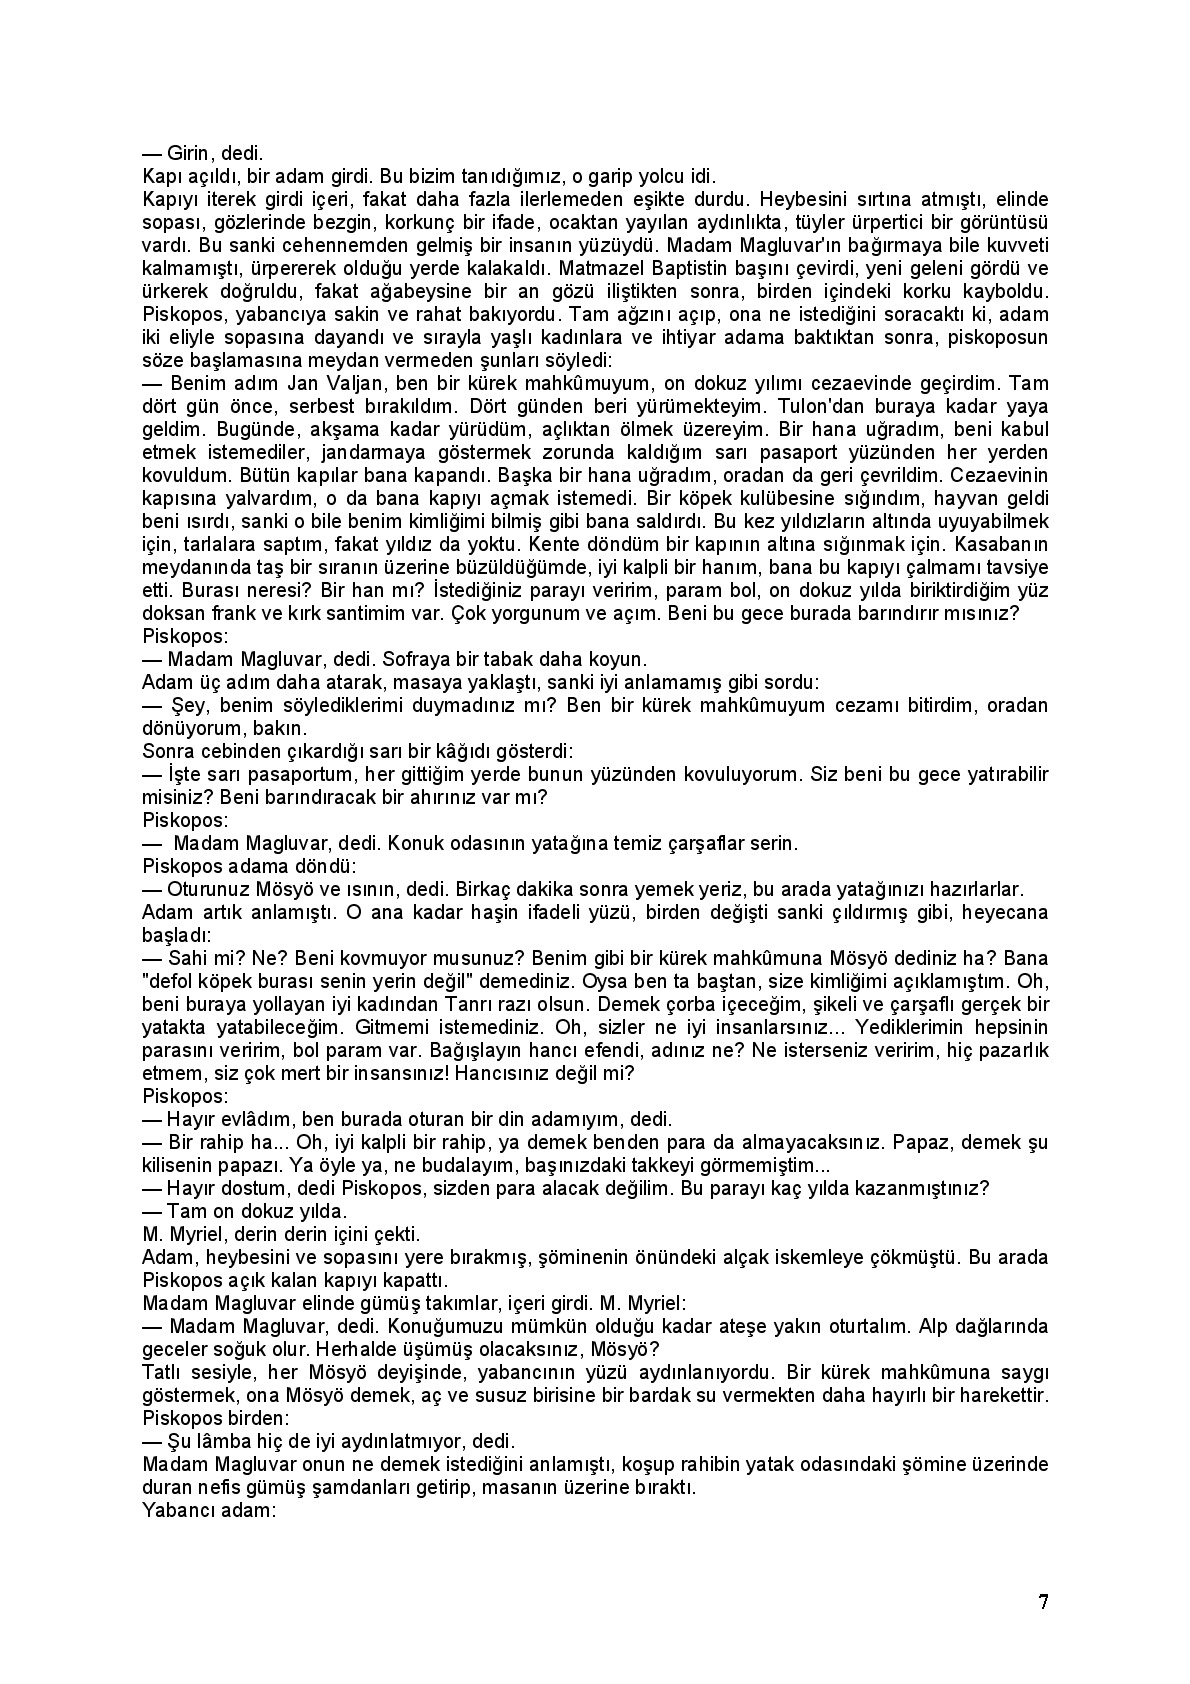 — Girin, dedi.
Kapı açıldı, bir adam girdi. Bu bizim tanıdığımız, o garip yolcu idi.
Kapıyı iterek girdi içeri, fakat daha fazla ilerlemeden eşikte durdu. Heybesini sırtına atmıştı, elinde
sopası, gözlerinde bezgin, korkunç bir ifade, ocaktan yayılan aydınlıkta, tüyler ürpertici bir görüntüsü
vardı. Bu sanki cehennemden gelmiş bir insanın yüzüydü. Madam Magluvar'ın bağırmaya bile kuvveti
kalmamıştı, ürpererek olduğu yerde kalakaldı. Matmazel Baptistin başını çevirdi, yeni geleni gördü ve
ürkerek doğruldu, fakat ağabeysine bir an gözü iliştikten sonra, birden içindeki korku kayboldu.
Piskopos, yabancıya sakin ve rahat bakıyordu. Tam ağzını açıp, ona ne istediğini soracaktı ki, adam
iki eliyle sopasına dayandı ve sırayla yaşlı kadınlara ve ihtiyar adama baktıktan sonra, piskoposun
söze başlamasına meydan vermeden şunları söyledi:
— Benim adım Jan Valjan, ben bir kürek mahkûmuyum, on dokuz yılımı cezaevinde geçirdim. Tam
dört gün önce, serbest bırakıldım. Dört günden beri yürümekteyim. Tulon'dan buraya kadar yaya
geldim. Bugünde, akşama kadar yürüdüm, açlıktan ölmek üzereyim. Bir hana uğradım, beni kabul
etmek istemediler, jandarmaya göstermek zorunda kaldığım sarı pasaport yüzünden her yerden
kovuldum. Bütün kapılar bana kapandı. Başka bir hana uğradım, oradan da geri çevrildim. Cezaevinin
kapısına yalvardım, o da bana kapıyı açmak istemedi. Bir köpek kulübesine sığındım, hayvan geldi
beni ısırdı, sanki o bile benim kimliğimi bilmiş gibi bana saldırdı. Bu kez yıldızların altında uyuyabilmek
için, tarlalara saptım, fakat yıldız da yoktu. Kente döndüm bir kapının altına sığınmak için. Kasabanın
meydanında taş bir sıranın üzerine büzüldüğümde, iyi kalpli bir hanım, bana bu kapıyı çalmamı tavsiye
etti. Burası neresi? Bir han mı? İstediğiniz parayı veririm, param bol, on dokuz yılda biriktirdiğim yüz
doksan frank ve kırk santimim var. Çok yorgunum ve açım. Beni bu gece burada barındırır mısınız?
Piskopos:
— Madam Magluvar, dedi. Sofraya bir tabak daha koyun.
Adam üç adım daha atarak, masaya yaklaştı, sanki iyi anlamamış gibi sordu:
— Şey, benim söylediklerimi duymadınız mı? Ben bir kürek mahkûmuyum cezamı bitirdim, oradan
dönüyorum, bakın.
Sonra cebinden çıkardığı sarı bir kâğıdı gösterdi:
— İşte sarı pasaportum, her gittiğim yerde bunun yüzünden kovuluyorum. Siz beni bu gece yatırabilir
misiniz? Beni barındıracak bir ahırınız var mı?
Piskopos:
— Madam Magluvar, dedi. Konuk odasının yatağına temiz çarşaflar serin.
Piskopos adama döndü:
— Oturunuz Mösyö ve ısının, dedi. Birkaç dakika sonra yemek yeriz, bu arada yatağınızı hazırlarlar.
Adam artık anlamıştı. O ana kadar haşin ifadeli yüzü, birden değişti sanki çıldırmış gibi, heyecana
başladı:
— Sahi mi? Ne? Beni kovmuyor musunuz? Benim gibi bir kürek mahkûmuna Mösyö dediniz ha? Bana
"defol köpek burası senin yerin değil" demediniz. Oysa ben ta baştan, size kimliğimi açıklamıştım. Oh,
beni buraya yollayan iyi kadından Tanrı razı olsun. Demek çorba içeceğim, şikeli ve çarşaflı gerçek bir
yatakta yatabileceğim. Gitmemi istemediniz. Oh, sizler ne iyi insanlarsınız... Yediklerimin hepsinin
parasını veririm, bol param var. Bağışlayın hancı efendi, adınız ne? Ne isterseniz veririm, hiç pazarlık
etmem, siz çok mert bir insansınız! Hancısınız değil mi?
Piskopos:
— Hayır evlâdım, ben burada oturan bir din adamıyım, dedi.
— Bir rahip ha... Oh, iyi kalpli bir rahip, ya demek benden para da almayacaksınız. Papaz, demek şu
kilisenin papazı. Ya öyle ya, ne budalayım, başınızdaki takkeyi görmemiştim...
— Hayır dostum, dedi Piskopos, sizden para alacak değilim. Bu parayı kaç yılda kazanmıştınız?
— Tam on dokuz yılda.
M. Myriel, derin derin içini çekti.
Adam, heybesini ve sopasını yere bırakmış, şöminenin önündeki alçak iskemleye çökmüştü. Bu arada
Piskopos açık kalan kapıyı kapattı.
Madam Magluvar elinde gümüş takımlar, içeri girdi. M. Myriel:
— Madam Magluvar, dedi. Konuğumuzu mümkün olduğu kadar ateşe yakın oturtalım. Alp dağlarında
geceler soğuk olur. Herhalde üşümüş olacaksınız, Mösyö?
Tatlı sesiyle, her Mösyö deyişinde, yabancının yüzü aydınlanıyordu. Bir kürek mahkûmuna saygı
göstermek, ona Mösyö demek, aç ve susuz birisine bir bardak su vermekten daha hayırlı bir harekettir.
Piskopos birden:
— Şu lâmba hiç de iyi aydınlatmıyor, dedi.
Madam Magluvar onun ne demek istediğini anlamıştı, koşup rahibin yatak odasındaki şömine üzerinde
duran nefis gümüş şamdanları getirip, masanın üzerine bıraktı.
Yabancı adam:
7